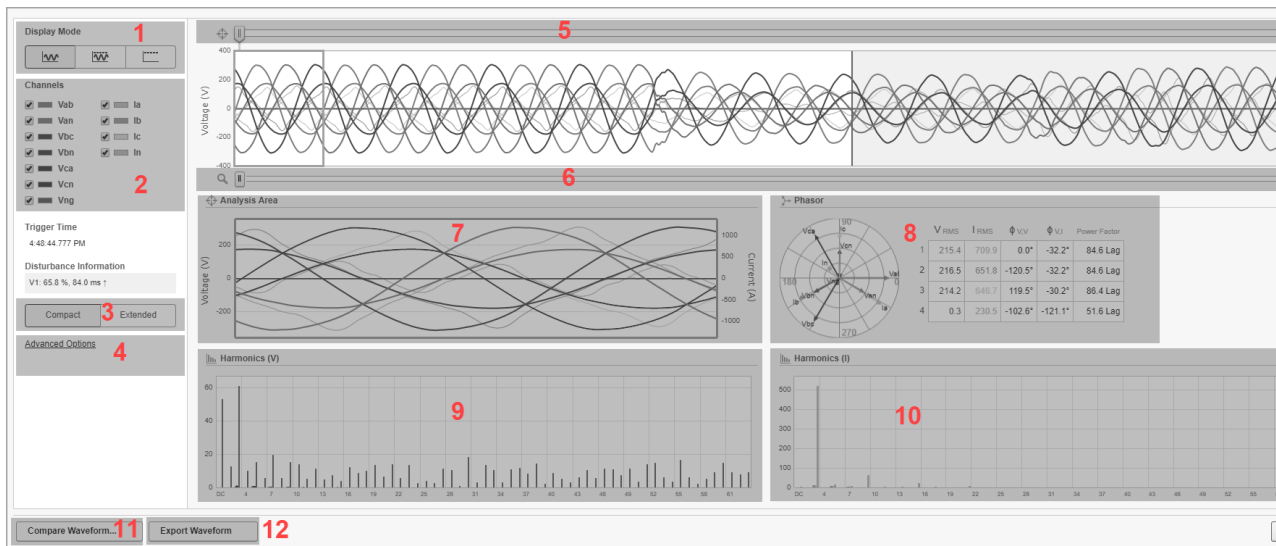 Display Mode
1
Channels
Vab Ia
Van Ib
Vbc Ic
Vbn In
Vca
Vcn
Vng
2
Trigger Time
4:48:44.777 PM
Disturbance Information
V1: 65.8 %, 84.0 ms ↑
Compact 3 Extended
Advanced Options
4
5
400
200
0
-200
-400
Voltage (V)
6
Analysis Area
7
200
0
-200
Voltage (V)
1000
500
0
-500
-1000
Current (A)
Phasor
90
Vca
Ic
Vcn
In
180
Vng
Vab
0
Ib
Vbn
Van
Ia
Vbc
270
8
V RMS I RMS ϕ V,V ϕ V,I Power Factor
1 215.4 709.9 0.0° -32.2° 84.6 Lag
2 216.5 651.8 -120.5° -32.2° 84.6 Lag
3 214.2 646.7 119.5° -30.2° 86.4 Lag
4 0.3 230.5 -102.6° -121.1° 51.6 Lag
Harmonics (V)
60
40
20
0
DC 4 7 10 13 16 19 22 25 28 31 34 37 40 43 46 49 52 55 58 61
9
Harmonics (I)
500
400
300
200
100
0
DC 4 7 10 13 16 19 22 25 28 31 34 37 40 43 46 49 52 55
10
Compare Waveform... 11
Export Waveform 12